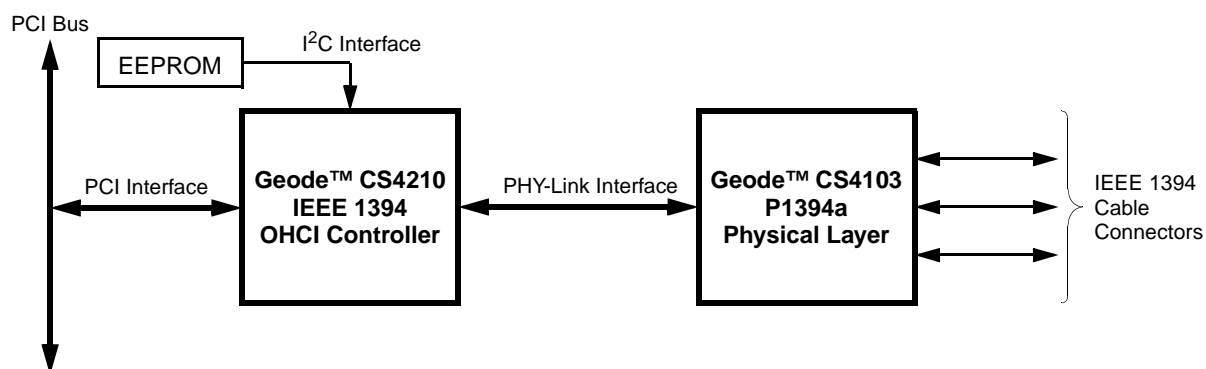 PCI Bus
EEPROM
I²C Interface
PCI Interface
Geode™ CS4210
IEEE 1394
OHCI Controller
PHY-Link Interface
Geode™ CS4103
P1394a
Physical Layer
IEEE 1394
Cable
Connectors